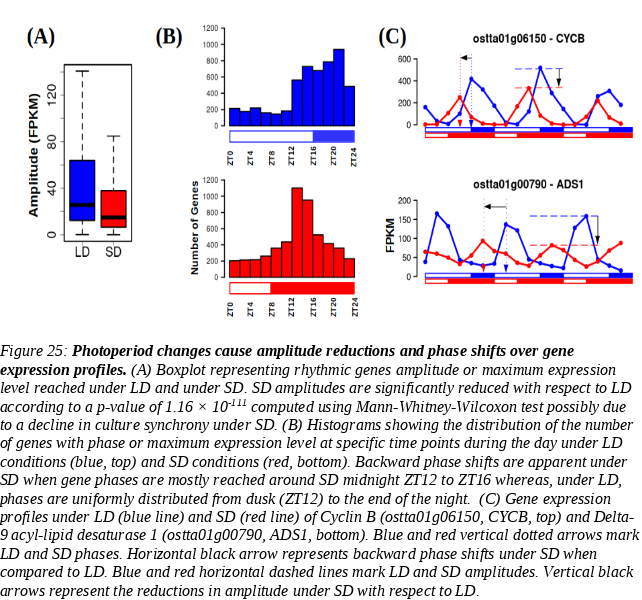 (A)
Amplitude (FPKM)
0 40 80 120
LD SD
(B)
1200
1000
800
600
400
200
0
ZT0 ZT4 ZT8 ZT12 ZT16 ZT20 ZT24
Number of Genes
1200
1000
800
600
400
200
0
ZT0 ZT4 ZT8 ZT12 ZT16 ZT20 ZT24
(C)
ostta01g06150 - CYCB
600
400
200
0
ostta01g00790 - ADS1
FPKM
200
150
100
50
0
Figure 25: Photoperiod changes cause amplitude reductions and phase shifts over gene
expression profiles. (A) Boxplot representing rhythmic genes amplitude or maximum expression
level reached under LD and under SD. SD amplitudes are significantly reduced with respect to LD
according to a p-value of 1.16 × 10-111 computed using Mann-Whitney-Wilcoxon test possibly due
to a decline in culture synchrony under SD. (B) Histograms showing the distribution of the number
of genes with phase or maximum expression level at specific time points during the day under LD
conditions (blue, top) and SD conditions (red, bottom). Backward phase shifts are apparent under
SD when gene phases are mostly reached around SD midnight ZT12 to ZT16 whereas, under LD,
phases are uniformly distributed from dusk (ZT12) to the end of the night. (C) Gene expression
profiles under LD (blue line) and SD (red line) of Cyclin B (ostta01g06150, CYCB, top) and Delta-
9 acyl-lipid desaturase 1 (ostta01g00790, ADS1, bottom). Blue and red vertical dotted arrows mark
LD and SD phases. Horizontal black arrow represents backward phase shifts under SD when
compared to LD. Blue and red horizontal dashed lines mark LD and SD amplitudes. Vertical black
arrows represent the reductions in amplitude under SD with respect to LD.